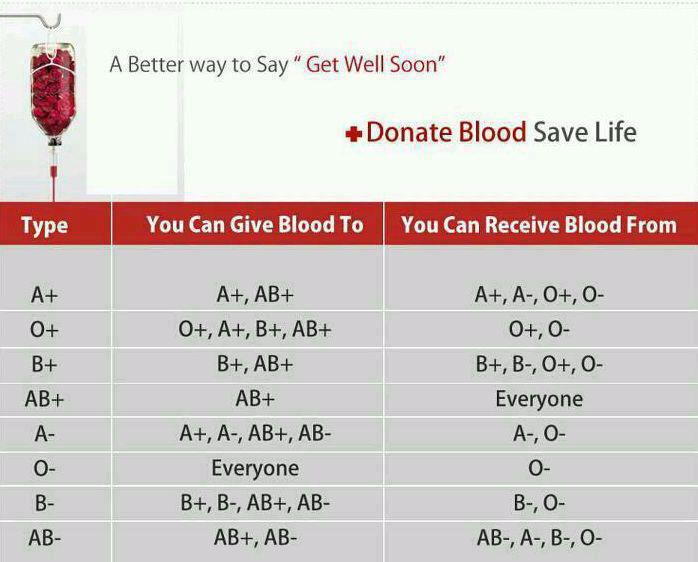 A Better way to Say “ Get Well Soon”
Donate Blood Save Life
Type You Can Give Blood To You Can Receive Blood From
A+ A+, AB+ A+, A-, O+, O-
O+ O+, A+, B+, AB+ O+, O-
B+ B+, AB+ B+, B-, O+, O-
AB+ AB+ Everyone
A- A+, A-, AB+, AB- A-, O-
O- Everyone O-
B- B+, B-, AB+, AB- B-, O-
AB- AB+, AB- AB-, A-, B-, O-